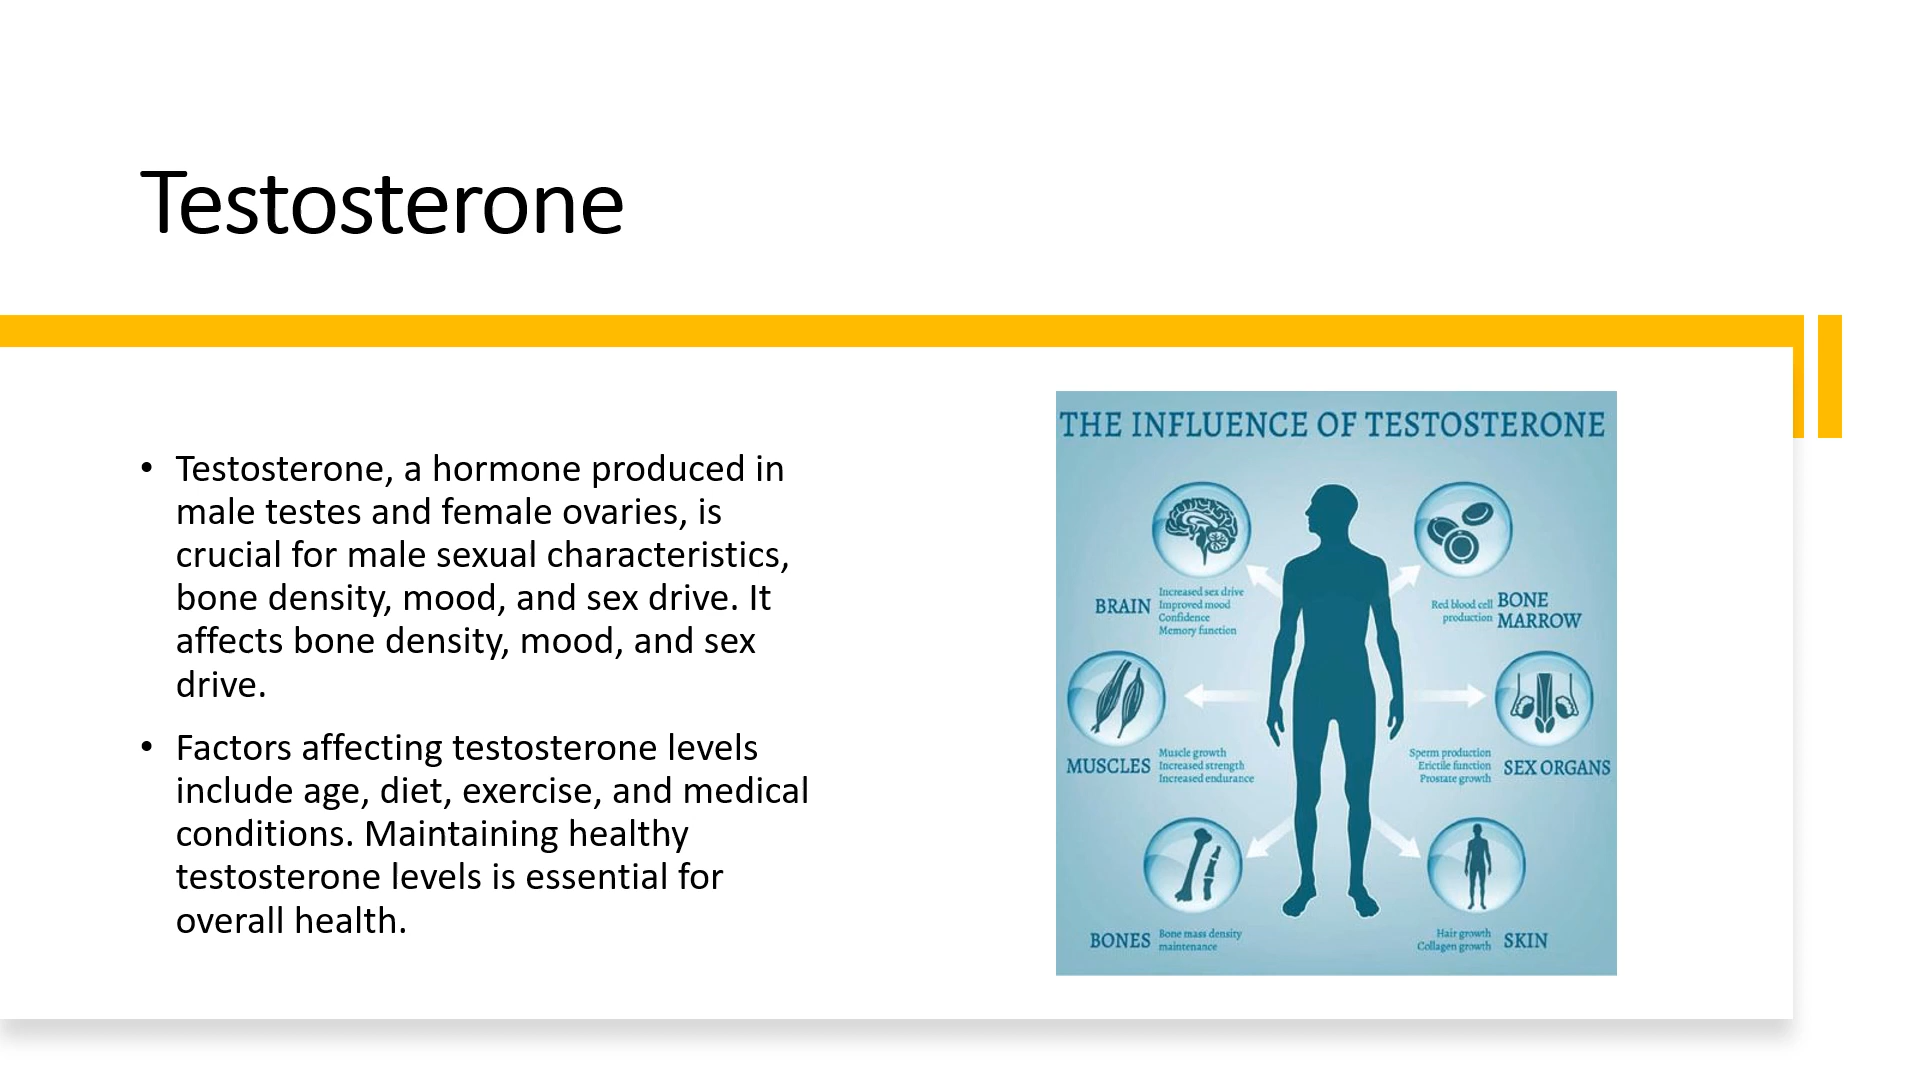 Testosterone
• Testosterone, a hormone produced in
male testes and female ovaries, is
crucial for male sexual characteristics,
bone density, mood, and sex drive. It
affects bone density, mood, and sex
drive.
• Factors affecting testosterone levels
include age, diet, exercise, and medical
conditions. Maintaining healthy
testosterone levels is essential for
overall health.
THE INFLUENCE OF TESTOSTERONE
BRAIN
Increased sex drive
Improved mood
Confidence
Memory function
Red blood cell
production
BONE
MARROW
MUSCLES
Muscle growth
Increased strength
Increased endurance
Sperm production
Erictile function
Prostate growth
SEX ORGANS
BONES
Bone mass density
maintenance
Hair growth
Collagen growth
SKIN